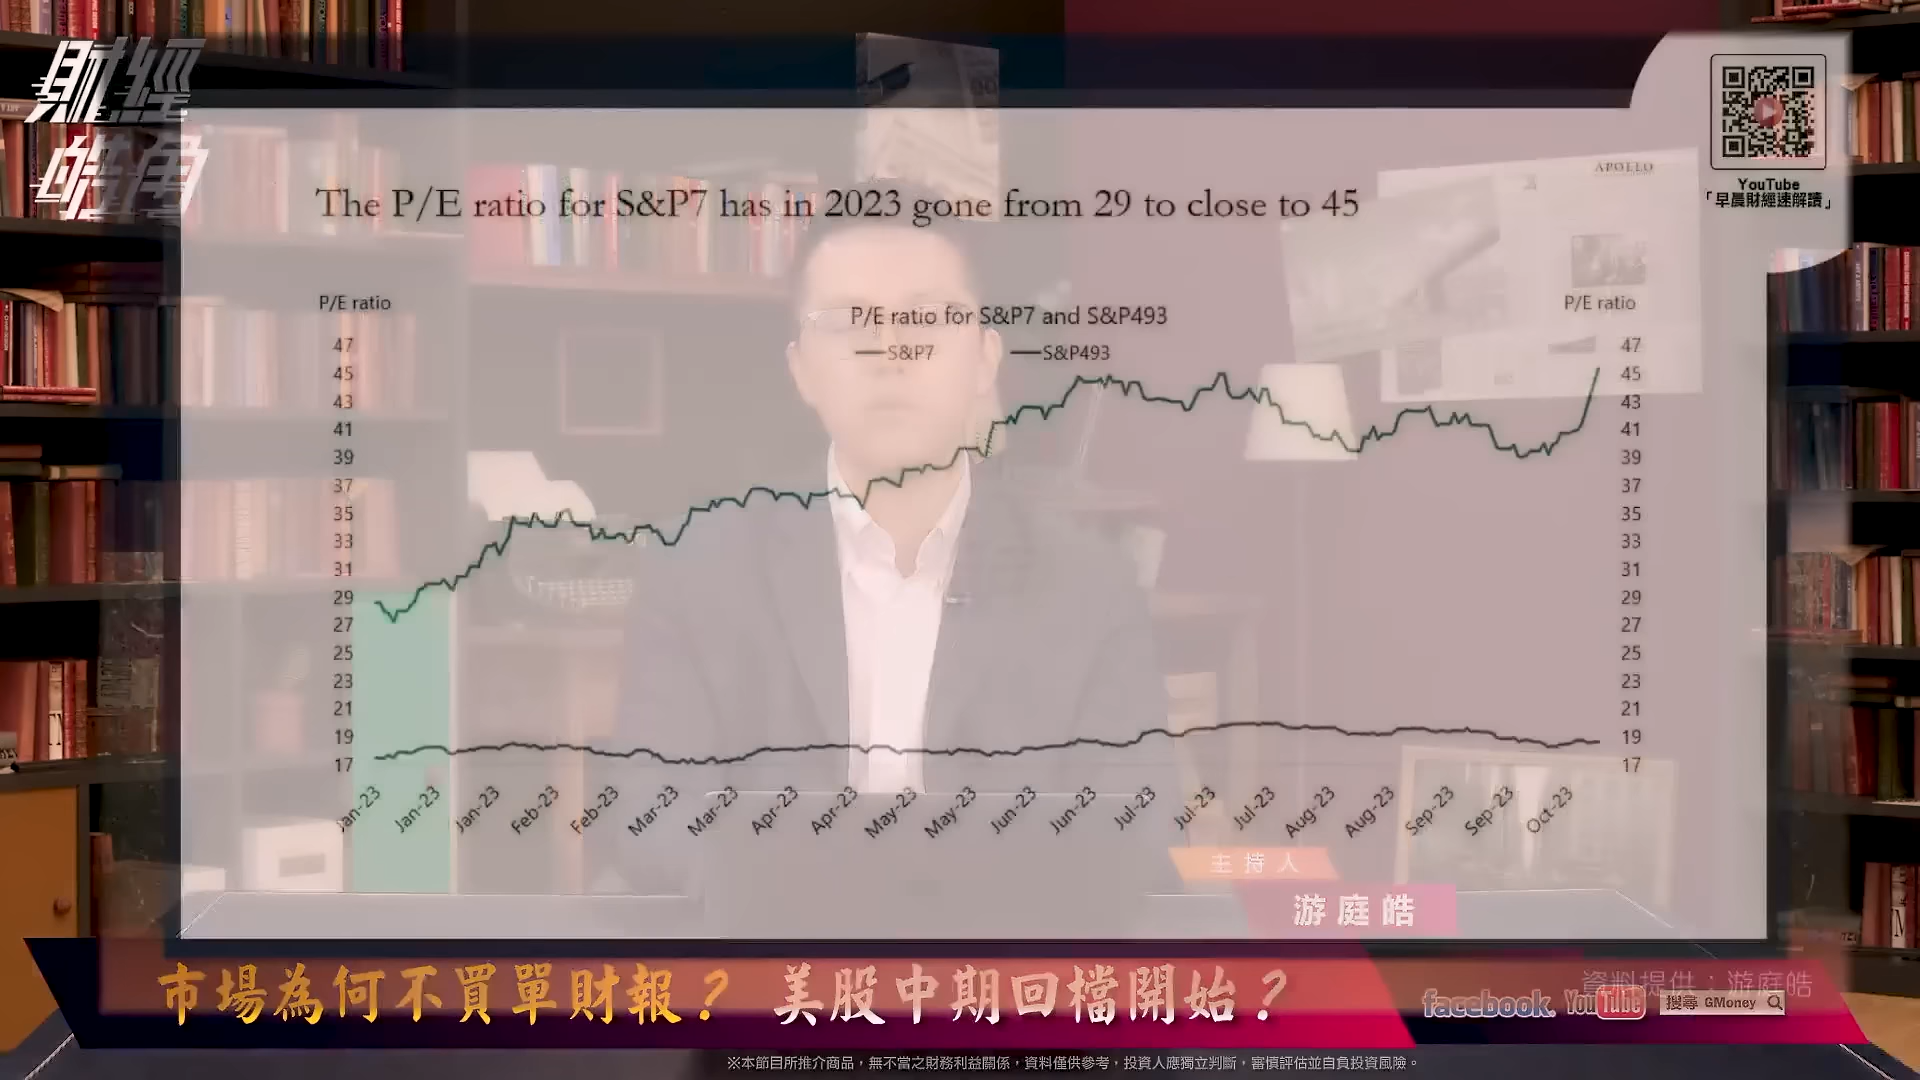 財經
皓角
YouTube
「早晨財經速解讀」
APOLLO
The P/E ratio for S&P7 has in 2023 gone from 29 to close to 45
P/E ratio
P/E ratio
P/E ratio for S&P7 and S&P493
S&P7
S&P493
47
45
43
41
39
37
35
33
31
29
27
25
23
21
19
17
47
45
43
41
39
37
35
33
31
29
27
25
23
21
19
17
Jan-23
Jan-23
Jan-23
Feb-23
Feb-23
Mar-23
Mar-23
Apr-23
Apr-23
May-23
May-23
Jun-23
Jun-23
Jul-23
Jul-23
Jul-23
Aug-23
Aug-23
Sep-23
Sep-23
Oct-23
主持人
游庭皓
市場為何不買單財報？ 美股中期回檔開始？
資料提供：游庭皓
facebook. YouTube 搜尋 GMoney
※本節目所推介商品，無不當之財務利益關係，資料僅供參考，投資人應獨立判斷，審慎評估並自負投資風險。